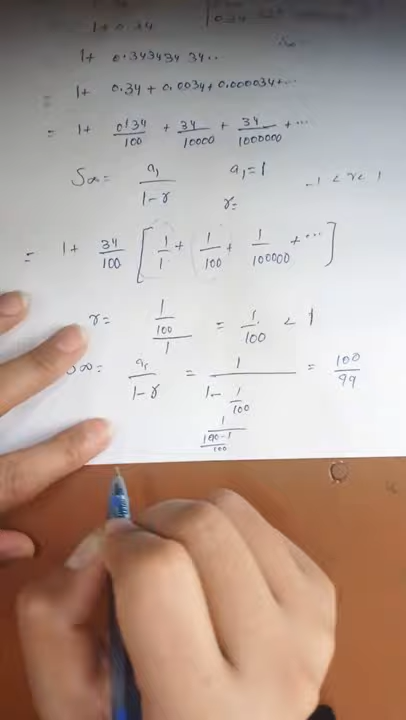 1+ 0.34
1+ 0.343434 34..
= 1+ 0.34 + 0.0034+ 0.000034+...
= 1+ 0134/100 + 34/10000 + 34/1000000 + ...
S∞= a₁/1-r a₁=1 -1 < r < 1
r=
= 1+ 34/100 [ 1/1 + 1/100 + 1/100000 + ... ]
r= 1/100/1 = 1/100 < 1
S∞= a₁/1-r = 1/1-1/100 = 100/99
1/100-1/100